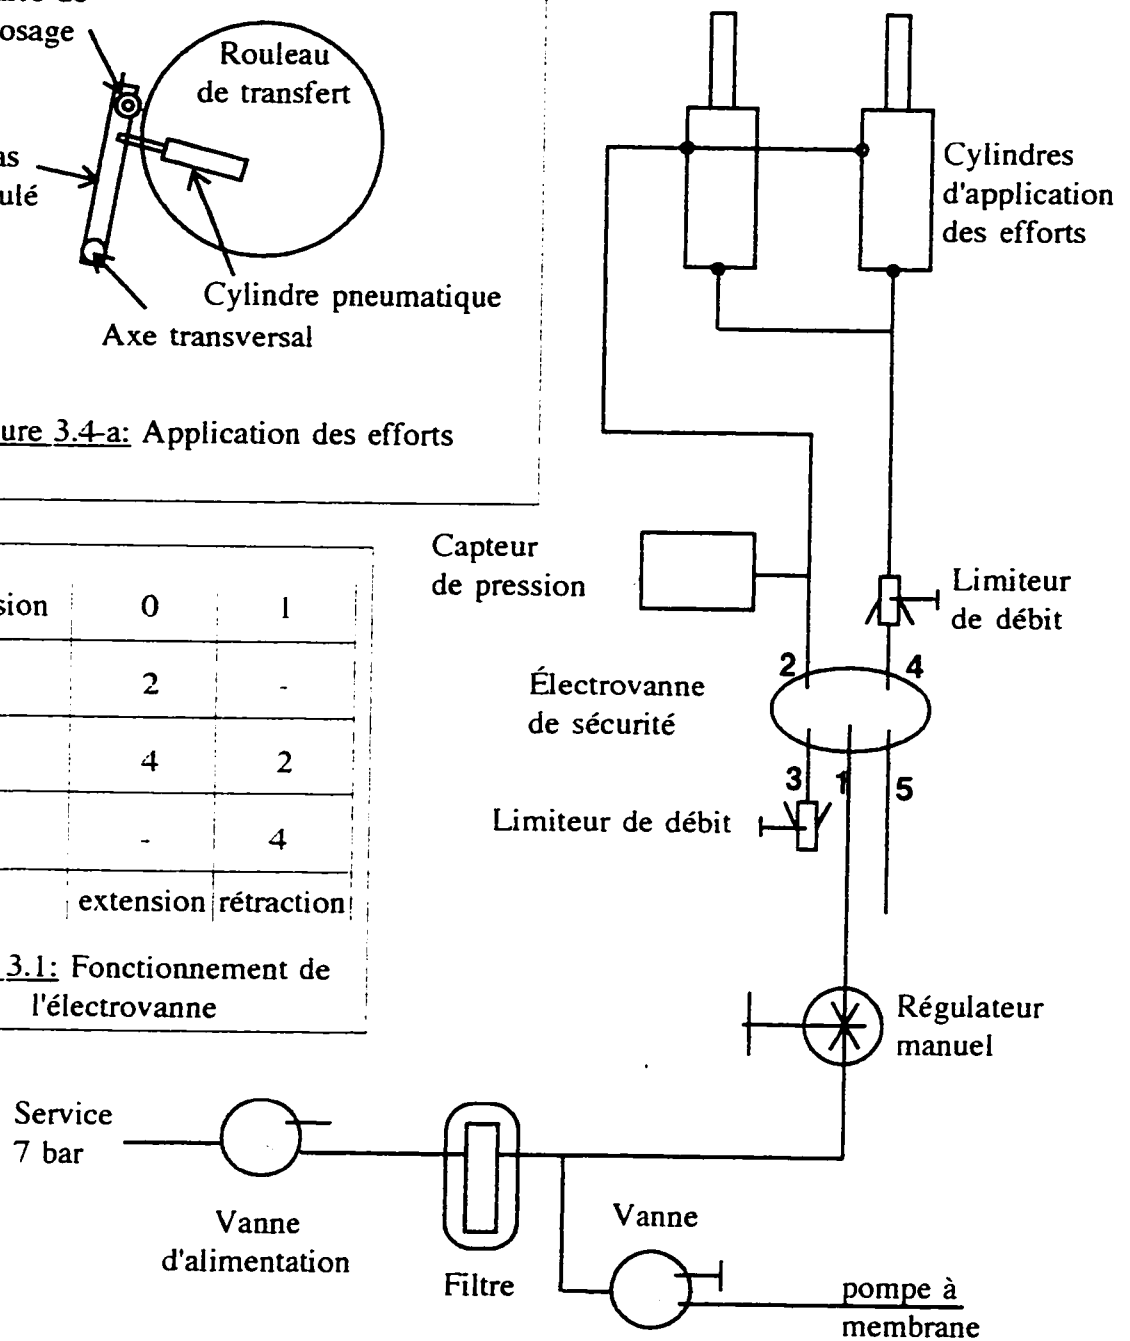 osage
Rouleau
de transfert
as
ulé
Cylindre pneumatique
Axe transversal
ure 3.4-a: Application des efforts
sion 0 1
2 -
4 2
- 4
extension rétraction
3.1: Fonctionnement de
l'électrovanne
Cylindres
d'application
des efforts
Capteur
de pression
Limiteur
de débit
2 4
Électrovanne
de sécurité
3 1 5
Limiteur de débit
Régulateur
manuel
Service
7 bar
Vanne
d'alimentation
Filtre
Vanne
pompe à
membrane